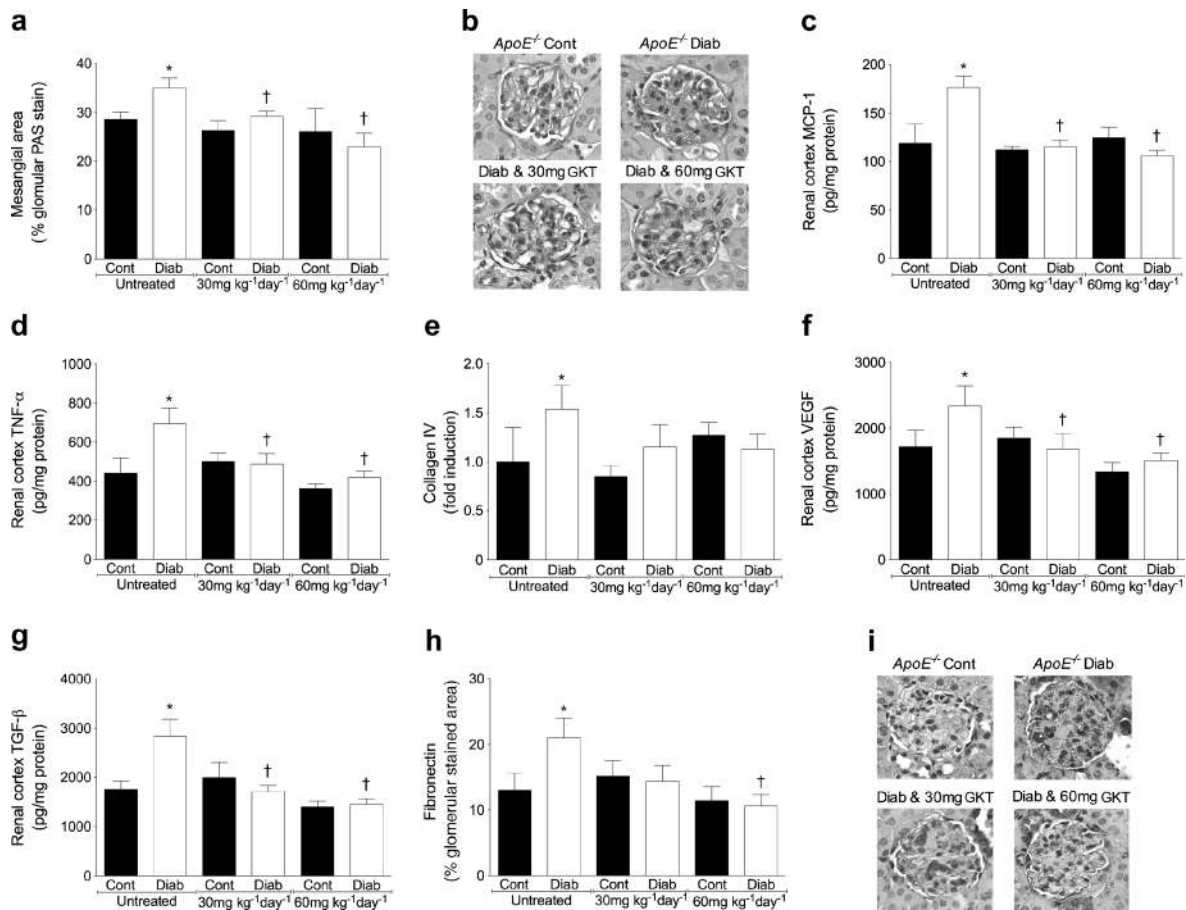 a
Mesangial area
(% glomular PAS stain)
40
30
20
10
0
*
†
†
Cont Diab Cont Diab Cont Diab
Untreated 30mg kg⁻¹day⁻¹ 60mg kg⁻¹day⁻¹
b
ApoE⁻/⁻ Cont ApoE⁻/⁻ Diab
Diab & 30mg GKT Diab & 60mg GKT
c
Renal cortex MCP-1
(pg/mg protein)
200
150
100
50
0
*
†
†
Cont Diab Cont Diab Cont Diab
Untreated 30mg kg⁻¹day⁻¹ 60mg kg⁻¹day⁻¹
d
Renal cortex TNF-α
(pg/mg protein)
1000
800
600
400
200
0
*
†
†
Cont Diab Cont Diab Cont Diab
Untreated 30mg kg⁻¹day⁻¹ 60mg kg⁻¹day⁻¹
e
Collagen IV
(fold induction)
2.0
1.5
1.0
0.5
0.0
*
Cont Diab Cont Diab Cont Diab
Untreated 30mg kg⁻¹day⁻¹ 60mg kg⁻¹day⁻¹
f
Renal cortex VEGF
(pg/mg protein)
3000
2000
1000
0
*
†
†
Cont Diab Cont Diab Cont Diab
Untreated 30mg kg⁻¹day⁻¹ 60mg kg⁻¹day⁻¹
g
Renal cortex TGF-β
(pg/mg protein)
4000
3000
2000
1000
0
*
†
†
Cont Diab Cont Diab Cont Diab
Untreated 30mg kg⁻¹day⁻¹ 60mg kg⁻¹day⁻¹
h
Fibronectin
(% glomerular stained area)
30
20
10
0
*
†
Cont Diab Cont Diab Cont Diab
Untreated 30mg kg⁻¹day⁻¹ 60mg kg⁻¹day⁻¹
i
ApoE⁻/⁻ Cont ApoE⁻/⁻ Diab
Diab & 30mg GKT Diab & 60mg GKT